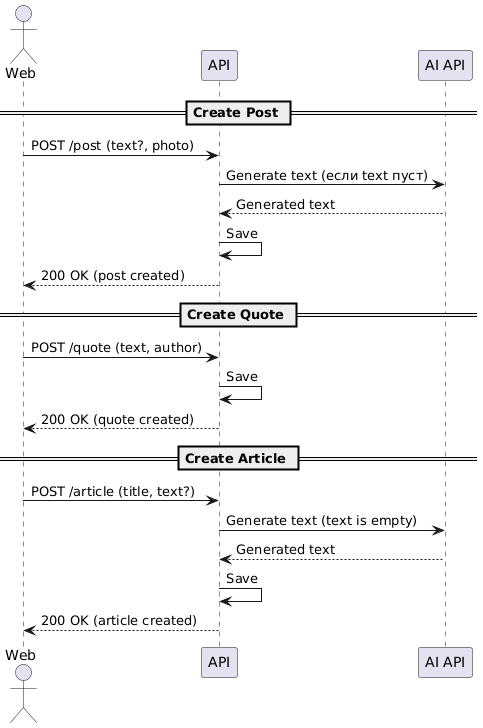 Web
API
AI API
Create Post
POST /post (text?, photo)
Generate text (если text пуст)
Generated text
Save
200 OK (post created)
Create Quote
POST /quote (text, author)
Save
200 OK (quote created)
Create Article
POST /article (title, text?)
Generate text (text is empty)
Generated text
Save
200 OK (article created)
Web
API
AI API